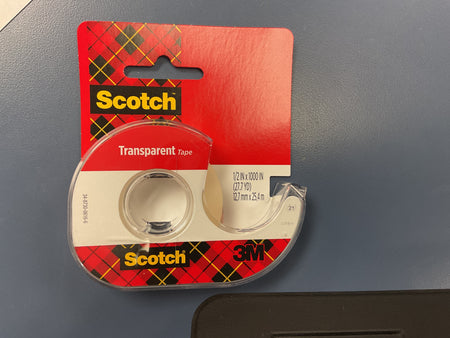 Scotch
Transparent Tape
1/2 IN x 1000 IN
(27.7 YD)
12,7 mm x 25,4 m
Scotch
3M